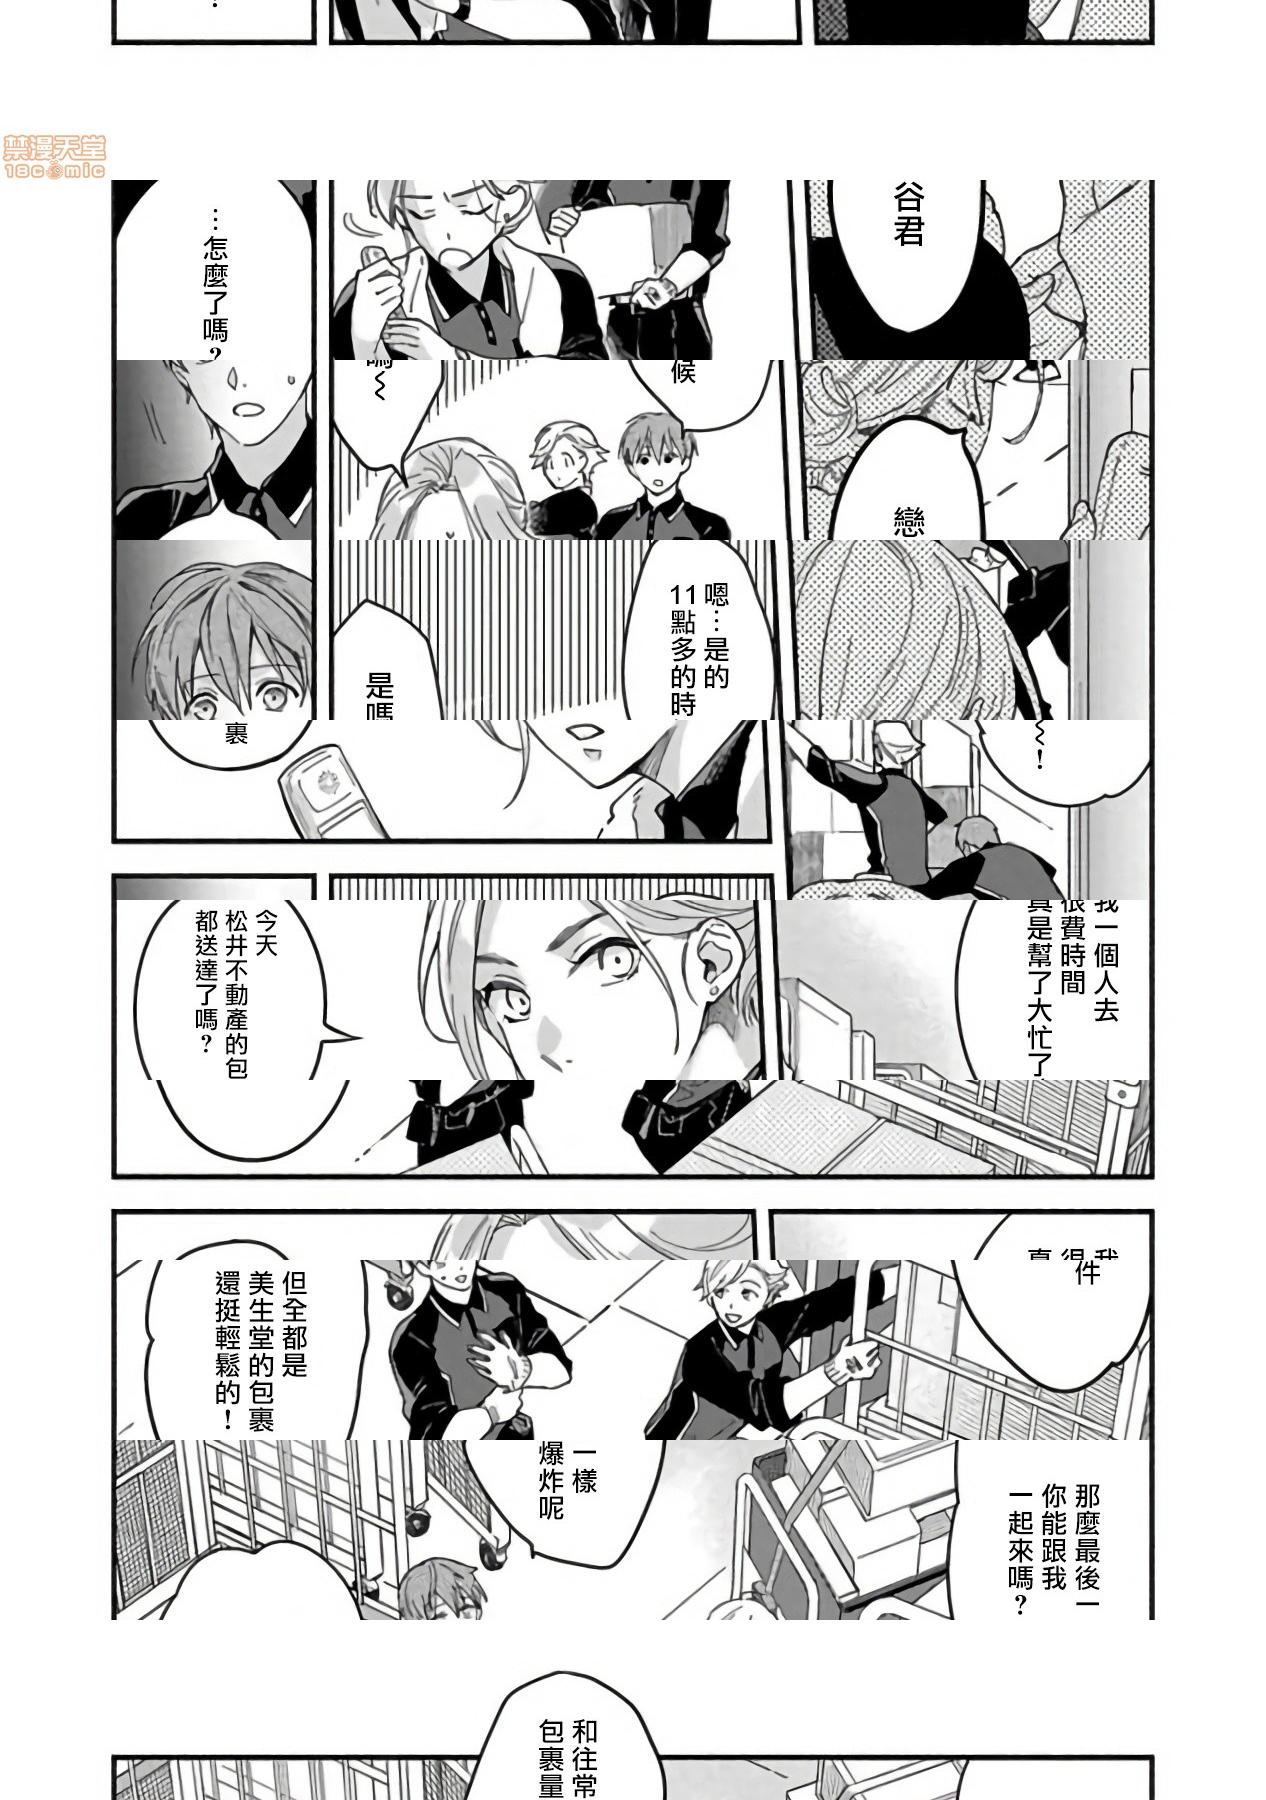 禁漫天堂
18comic
谷君
…怎麼了嗎?
候
嗎~
戀
嗯…是的
11點多的時
是嗎
~!
裹
我一個人去
很費時間
真是幫了大忙了
今天
松井不動產的包
都送達了嗎?
件
但全都是
美生堂的包裹
還挺輕鬆的!
那麼最後一
你能跟我
一起來嗎?
一樣
爆炸呢
和往常
包裹量